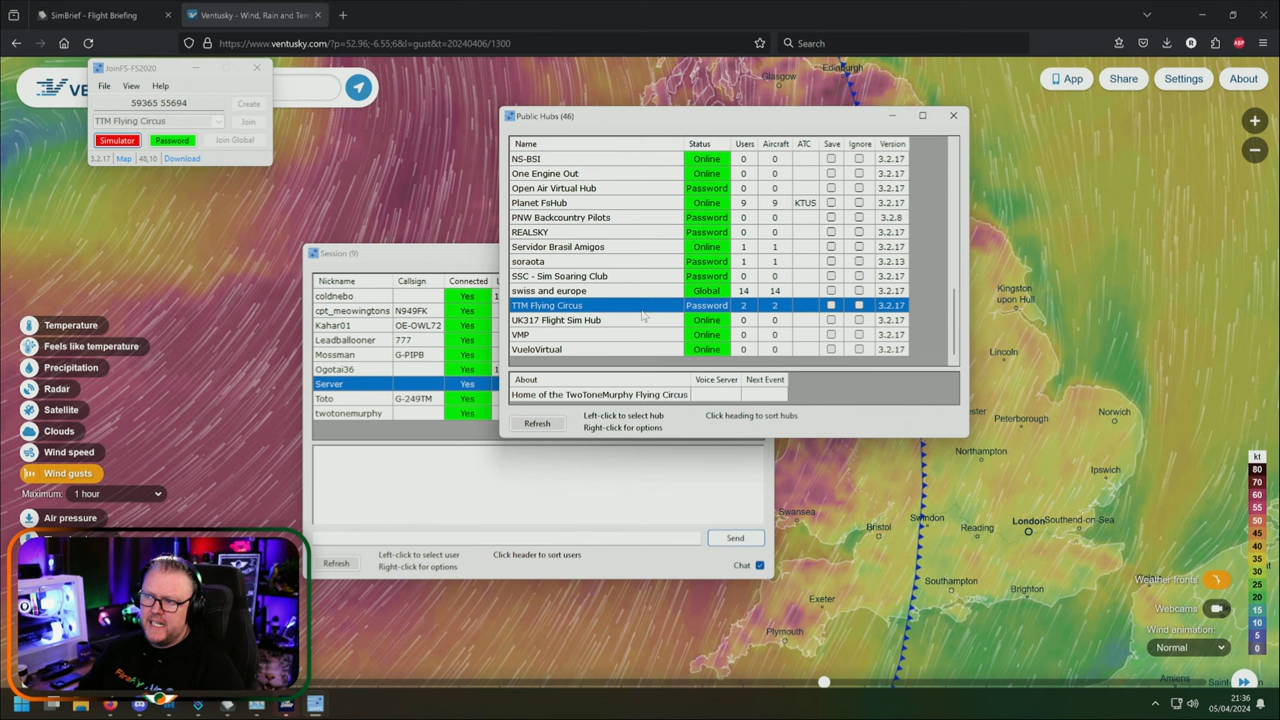 SimBrief - Flight Briefing
Ventusky - Wind, Rain and Tem
https://www.ventusky.com/?p=52.96;-6.55;6&l=gust&t=20240406/1300
Search
App
Share
Settings
About
JoinFS-FS2020
File View Help
59365 55694
Create
TTM Flying Circus
Join
Simulator
Password
Join Global
3.2.17 Map 48,10 Download
Glasgow
Edinburgh
Public Hubs (46)
Name Status Users Aircraft ATC Save Ignore Version
NS-BSI Online 0 0 3.2.17
One Engine Out Online 0 0 3.2.17
Open Air Virtual Hub Password 0 0 3.2.17
Planet FsHub Online 9 9 KTUS 3.2.17
PNW Backcountry Pilots Password 0 0 3.2.8
REALSKY Password 0 0 3.2.17
Servidor Brasil Amigos Online 1 1 3.2.17
soraota Password 1 1 3.2.13
SSC - Sim Soaring Club Password 0 0 3.2.17
swiss and europe Global 14 14 3.2.17
TTM Flying Circus Password 2 2 3.2.17
UK317 Flight Sim Hub Online 0 0 3.2.17
VMP Online 0 0 3.2.17
VueloVirtual Online 0 0 3.2.17
About Voice Server Next Event
Home of the TwoToneMurphy Flying Circus
Refresh
Left-click to select hub
Right-click for options
Click heading to sort hubs
Session (9)
Nickname Callsign Connected
coldnebo Yes
cpt_meowingtons N949FK Yes
Kahar01 OE-OWL72 Yes
Leadballooner 777 Yes
Mossman G-PIPB Yes
Ogotai36 Yes
Server Yes
Toto G-249TM Yes
twotonemurphy Yes
Send
Refresh
Left-click to select user
Right-click for options
Click header to sort users
Chat
Temperature
Feels like temperature
Precipitation
Radar
Satellite
Clouds
Wind speed
Wind gusts
Maximum: 1 hour
Air pressure
Kingston
upon Hull
Lincoln
Peterborough
Norwich
Northampton
Ipswich
Swansea
Bristol
Swindon
Reading
London
Southend-on-Sea
Southampton
Brighton
Exeter
Plymouth
Amiens
kt
80
70
60
55
50
45
40
35
30
25
20
15
10
5
0
Weather fronts
Webcams
Wind animation:
Normal
21:36
05/04/2024